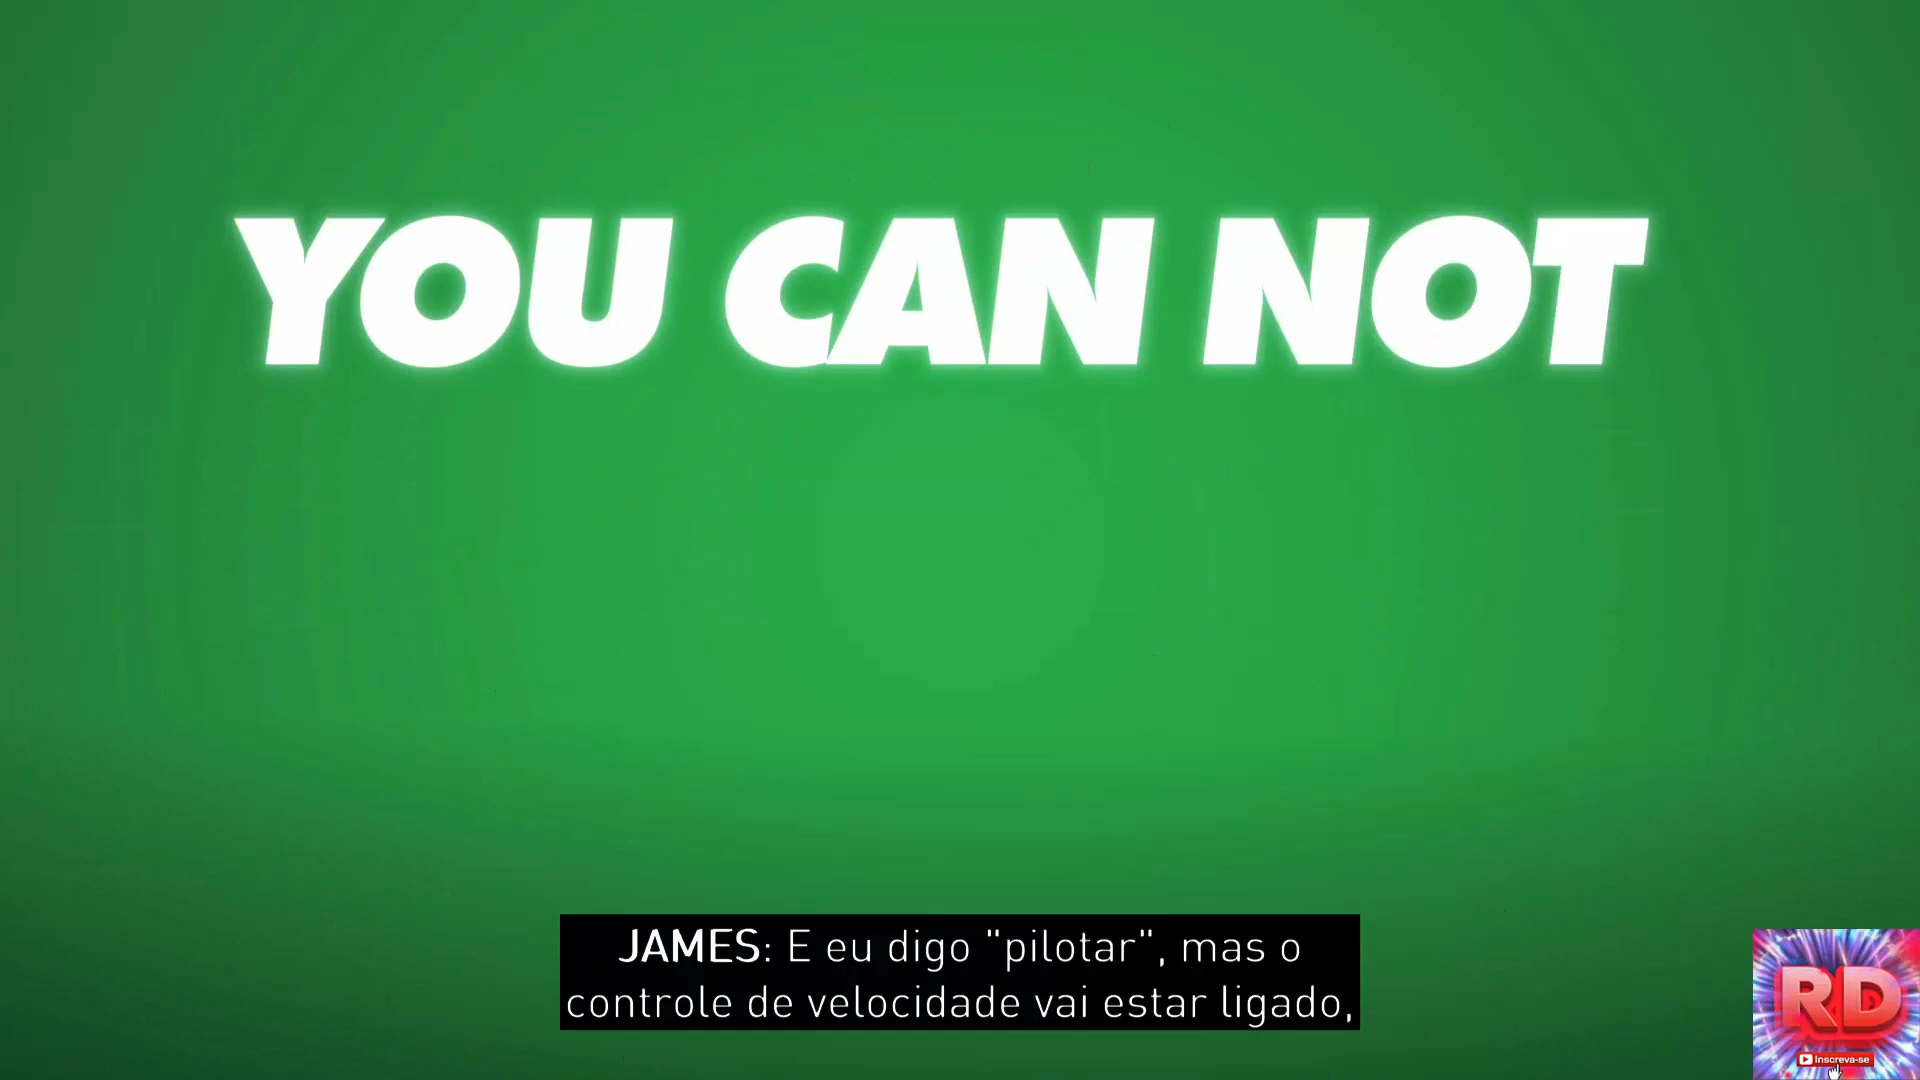 YOU CAN NOT
JAMES: E eu digo "pilotar", mas o
controle de velocidade vai estar ligado,
RD
Inscreva-se